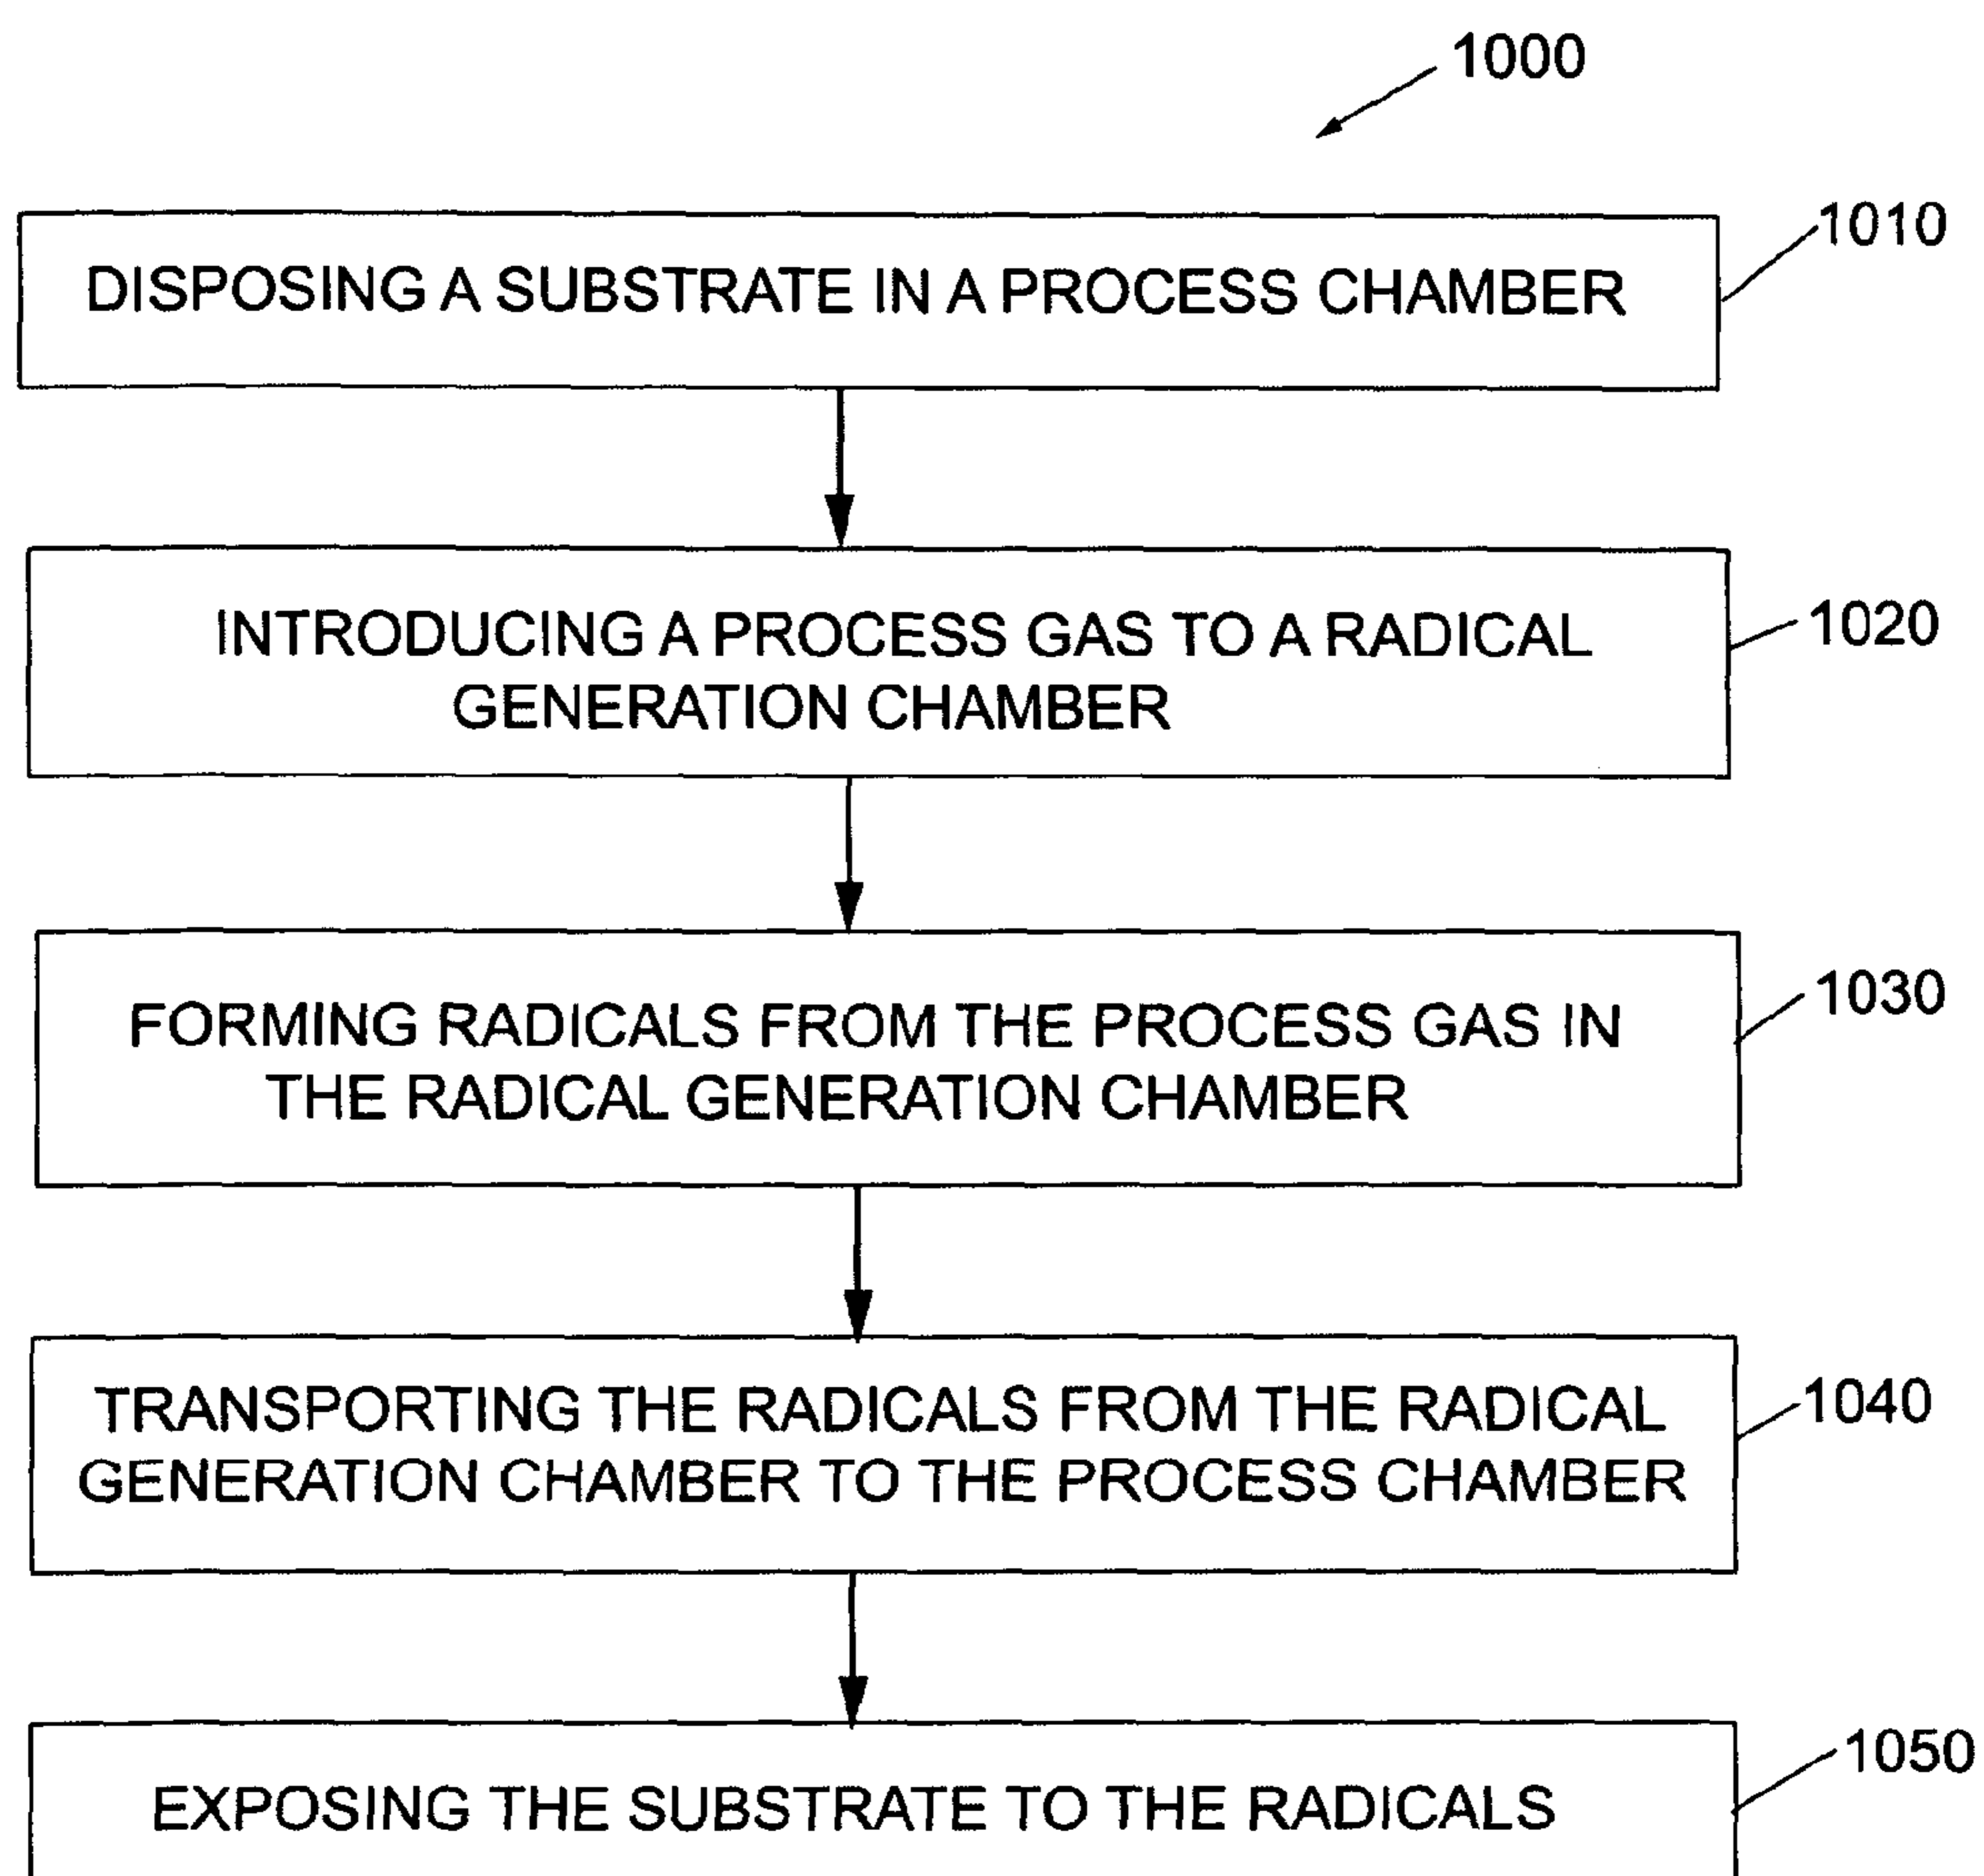 1000
DISPOSING A SUBSTRATE IN A PROCESS CHAMBER
1010
INTRODUCING A PROCESS GAS TO A RADICAL
GENERATION CHAMBER
1020
FORMING RADICALS FROM THE PROCESS GAS IN
THE RADICAL GENERATION CHAMBER
1030
TRANSPORTING THE RADICALS FROM THE RADICAL
GENERATION CHAMBER TO THE PROCESS CHAMBER
1040
EXPOSING THE SUBSTRATE TO THE RADICALS
1050